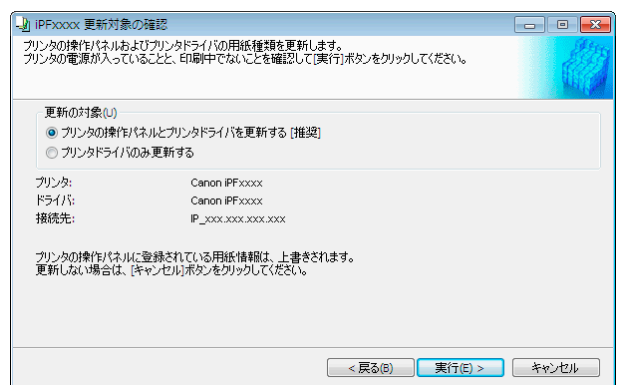 iPFxxxx 更新対象の確認
プリンタの操作パネルおよびプリンタドライバの用紙種類を更新します。
プリンタの電源が入っていることと、印刷中でないことを確認して[実行]ボタンをクリックしてください。
更新の対象(U)
プリンタの操作パネルとプリンタドライバを更新する [推奨]
プリンタドライバのみ更新する
プリンタ: Canon iPFxxxx
ドライバ: Canon iPFxxxx
接続先: IP_xxx.xxx.xxx.xxx
プリンタの操作パネルに登録されている用紙情報は、上書きされます。
更新しない場合は、[キャンセル]ボタンをクリックしてください。
< 戻る(B) 実行(E) > キャンセル